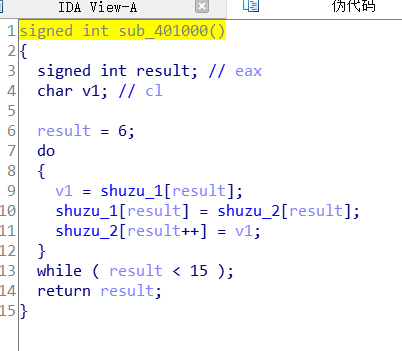 IDA View-A
伪代码
1 signed int sub_401000()
2 {
3 signed int result; // eax
4 char v1; // cl
5
6 result = 6;
7 do
8 {
9 v1 = shuzu_1[result];
10 shuzu_1[result] = shuzu_2[result];
11 shuzu_2[result++] = v1;
12 }
13 while ( result < 15 );
14 return result;
15 }